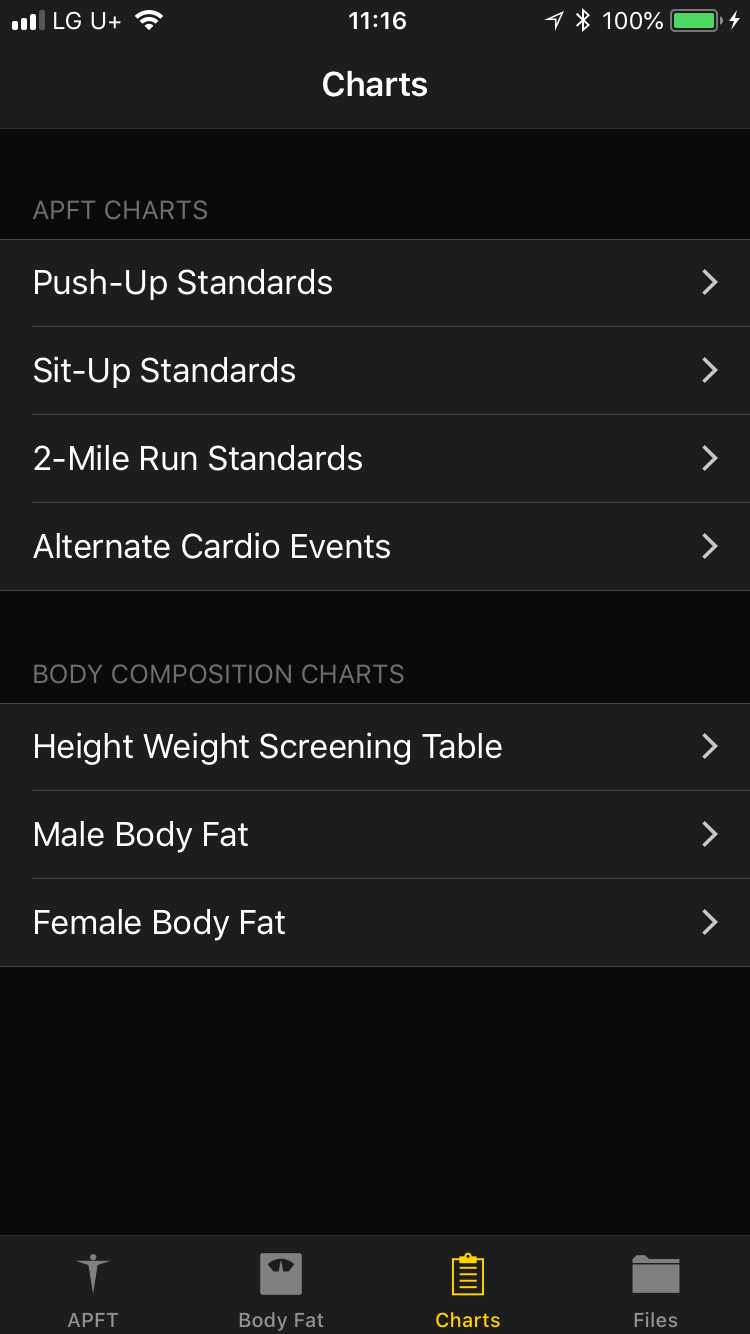 LG U+ 11:16 100%
Charts
APFT CHARTS
Push-Up Standards
Sit-Up Standards
2-Mile Run Standards
Alternate Cardio Events
BODY COMPOSITION CHARTS
Height Weight Screening Table
Male Body Fat
Female Body Fat
APFT Body Fat Charts Files